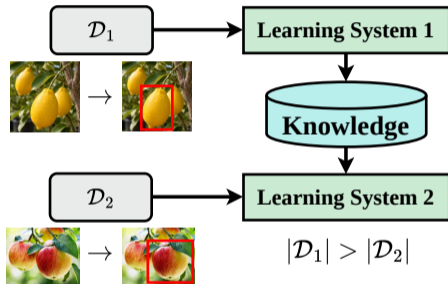 𝒟₁
Learning System 1
→
Knowledge
𝒟₂
Learning System 2
→
|𝒟₁| > |𝒟₂|